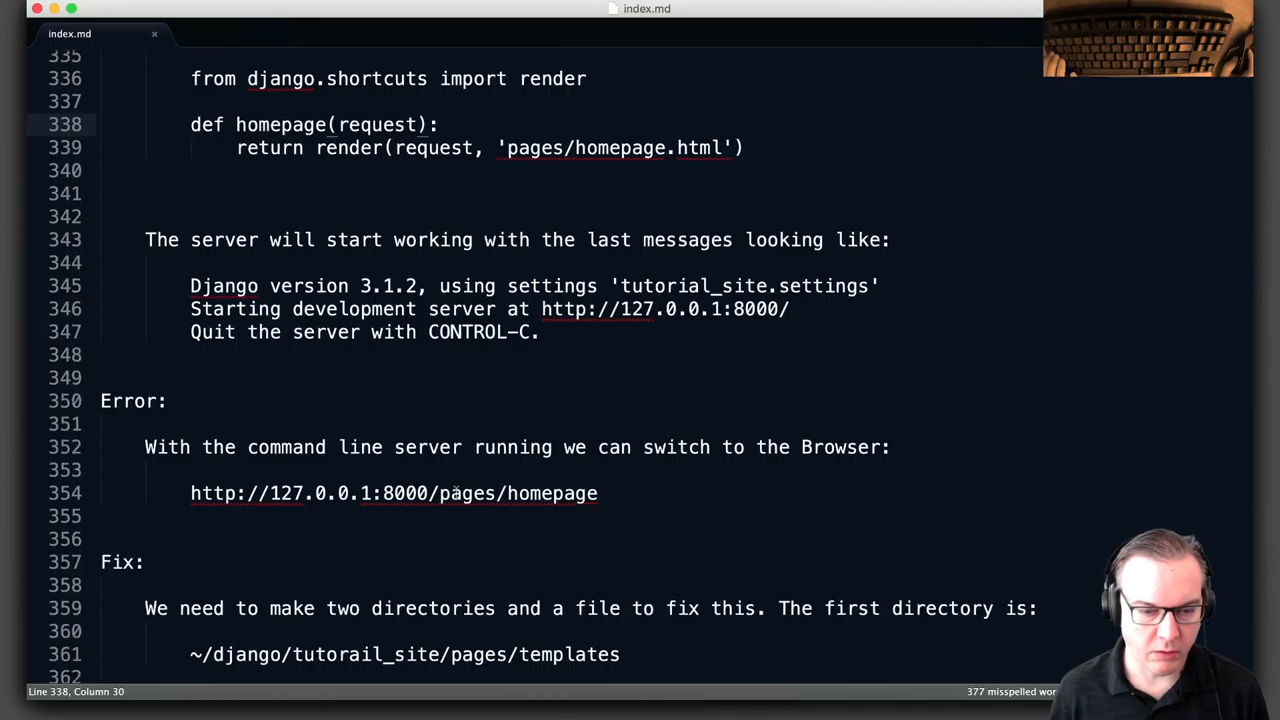 index.md
index.md ×
335
336 from django.shortcuts import render
337
338 def homepage(request):
339 return render(request, 'pages/homepage.html')
340
341
342
343 The server will start working with the last messages looking like:
344
345 Django version 3.1.2, using settings 'tutorial_site.settings'
346 Starting development server at http://127.0.0.1:8000/
347 Quit the server with CONTROL-C.
348
349
350 Error:
351
352 With the command line server running we can switch to the Browser:
353
354 http://127.0.0.1:8000/pages/homepage
355
356
357 Fix:
358
359 We need to make two directories and a file to fix this. The first directory is:
360
361 ~/django/tutorail_site/pages/templates
362
Line 338, Column 30
377 misspelled wor